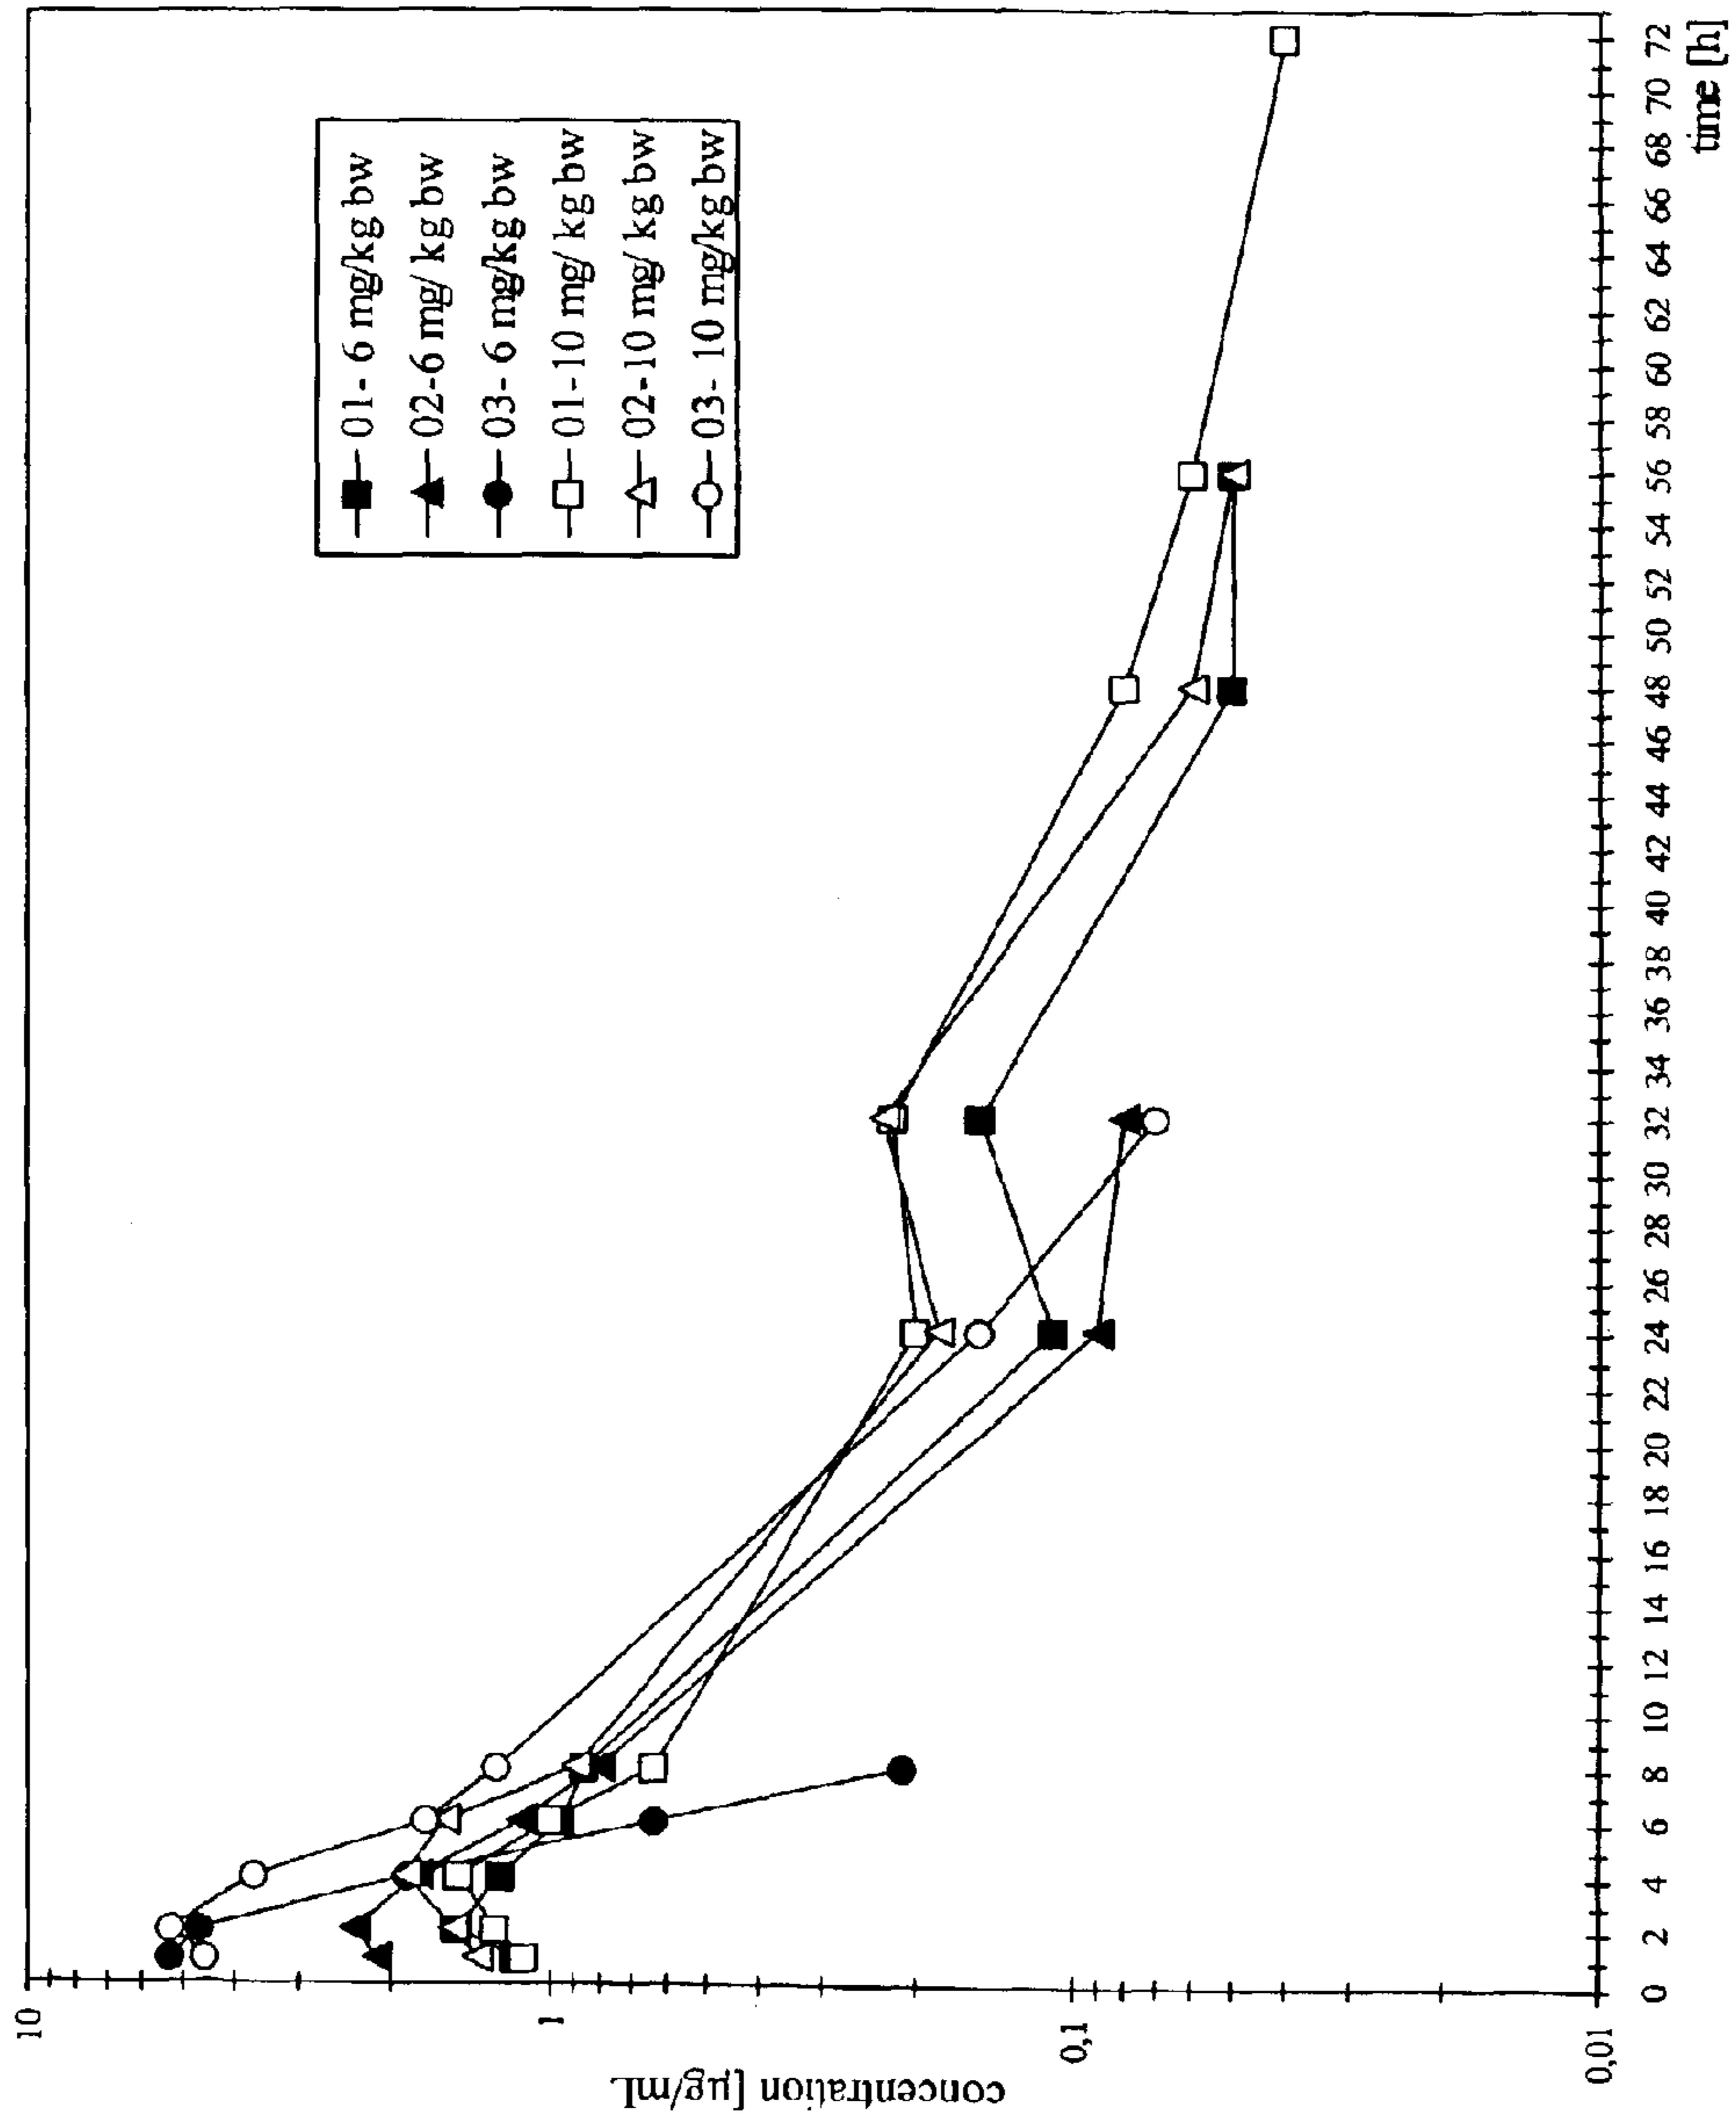 10
1
0,1
0,01
concentration [µg/mL
01- 6 mg/kg bw
02-6 mg/ kg bw
03- 6 mg/kg bw
01-10 mg/ kg bw
02-10 mg/ kg bw
03- 10 mg/kg bw
0 2 4 6 8 10 12 14 16 18 20 22 24 26 28 30 32 34 36 38 40 42 44 46 48 50 52 54 56 58 60 62 64 66 68 70 72
time [h]